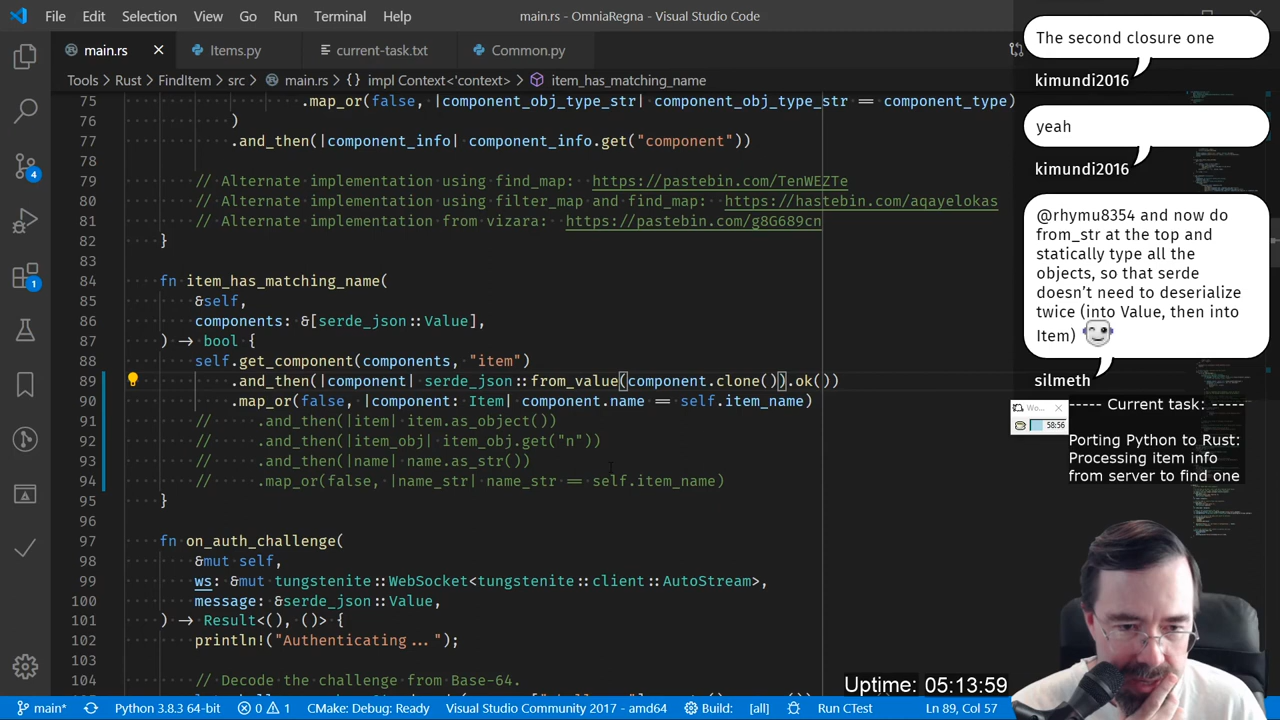 File Edit Selection View Go Run Terminal Help
main.rs - OmniaRegna - Visual Studio Code
main.rs Items.py current-task.txt Common.py
Tools > Rust > FindItem > src > main.rs > {} impl Context<'context> > item_has_matching_name
75 .map_or(false, |component_obj_type_str| component_obj_type_str == component_type)
76 )
77 .and_then(|component_info| component_info.get("component"))
78
79 // Alternate implementation using find_map: https://pastebin.com/TenWEZTe
80 // Alternate implementation using filter_map and find_map: https://hastebin.com/aqayelokas
81 // Alternate implementation from vizara: https://pastebin.com/g8G689cn
82 }
83
84 fn item_has_matching_name(
85 &self,
86 components: &[serde_json::Value],
87 ) -> bool {
88 self.get_component(components, "item")
89 .and_then(|component| serde_json::from_value(component.clone()).ok())
90 .map_or(false, |component: Item| component.name == self.item_name)
91 // .and_then(|item| item.as_object())
92 // .and_then(|item_obj| item_obj.get("n"))
93 // .and_then(|name| name.as_str())
94 // .map_or(false, |name_str| name_str == self.item_name)
95 }
96
97 fn on_auth_challenge(
98 &mut self,
99 ws: &mut tungstenite::WebSocket<tungstenite::client::AutoStream>,
100 message: &serde_json::Value,
101 ) -> Result<(), ()> {
102 println!("Authenticating...");
103
104 // Decode the challenge from Base-64.
The second closure one
kimundi2016
yeah
kimundi2016
@rhymu8354 and now do
from_str at the top and
statically type all the
objects, so that serde
doesn't need to deserialize
twice (into Value, then into
Item)
silmeth
Wo...
58:56
----- Current task: -----
Porting Python to Rust:
Processing item info
from server to find one
Uptime: 05:13:59
4
1
main* Python 3.8.3 64-bit 0 1 CMake: Debug: Ready Visual Studio Community 2017 - amd64 Build: [all] Run CTest Ln 89, Col 57